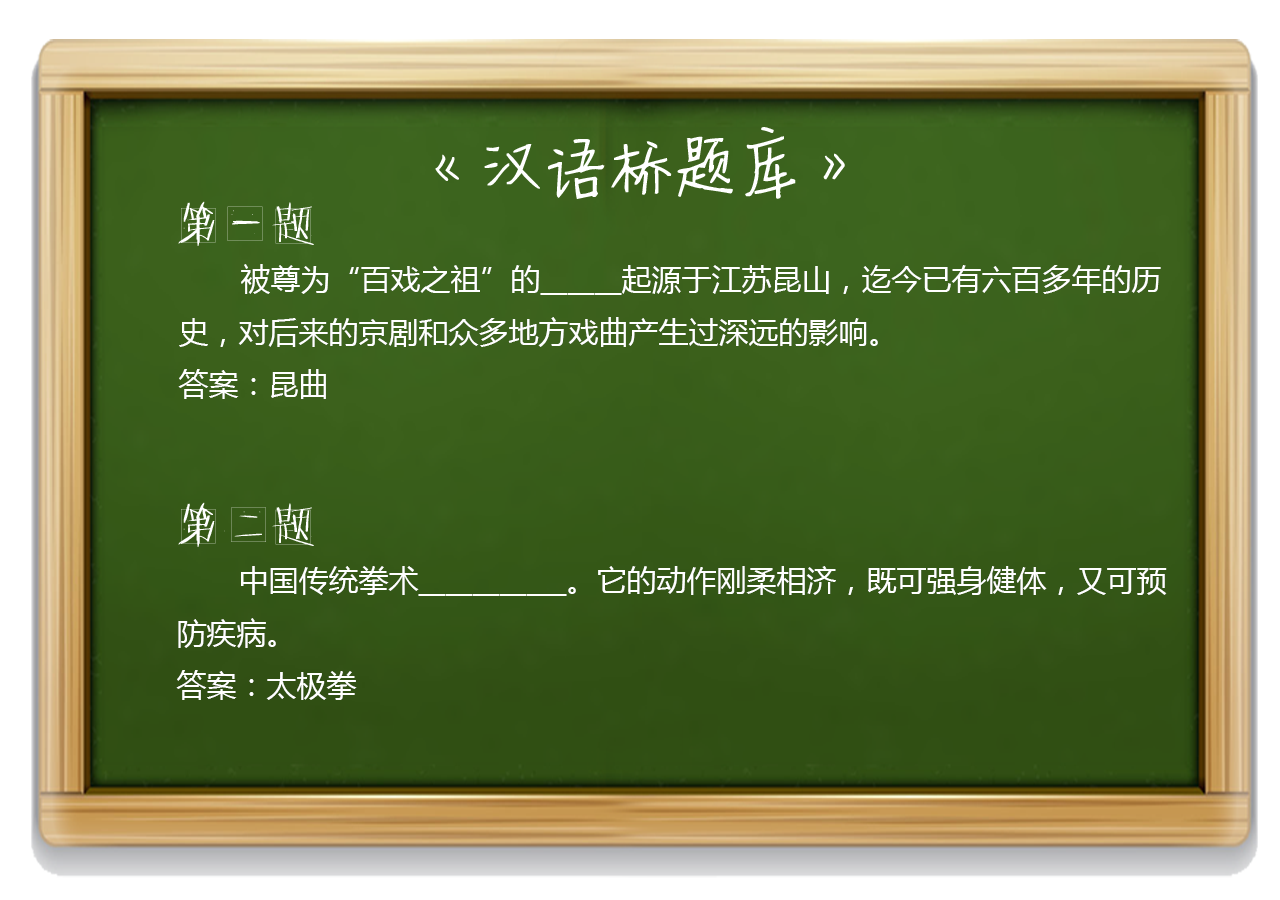 《汉语桥题库》
第一题
被尊为“百戏之祖”的______起源于江苏昆山，迄今已有六百多年的历
史，对后来的京剧和众多地方戏曲产生过深远的影响。
答案：昆曲
第二题
中国传统拳术___________。它的动作刚柔相济，既可强身健体，又可预
防疾病。
答案：太极拳